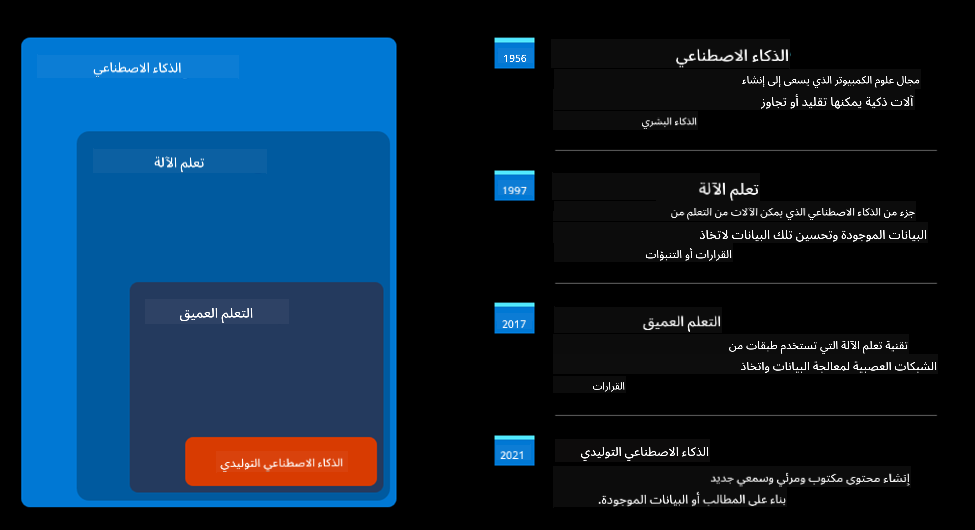 الذكاء الاصطناعي
تعلم الآلة
التعلم العميق
الذكاء الاصطناعي التوليدي
1956
الذكاء الاصطناعي
مجال علوم الكمبيوتر الذي يسعى إلى إنشاء
آلات ذكية يمكنها تقليد أو تجاوز
الذكاء البشري
1997
تعلم الآلة
جزء من الذكاء الاصطناعي الذي يمكن الآلات من التعلم من
البيانات الموجودة وتحسين تلك البيانات لاتخاذ
القرارات أو التنبؤات
2017
التعلم العميق
تقنية تعلم الآلة التي تستخدم طبقات من
الشبكات العصبية لمعالجة البيانات واتخاذ
القرارات
2021
الذكاء الاصطناعي التوليدي
إنشاء محتوى مكتوب ومرئي وسمعي جديد
بناء على المطالب أو البيانات الموجودة.